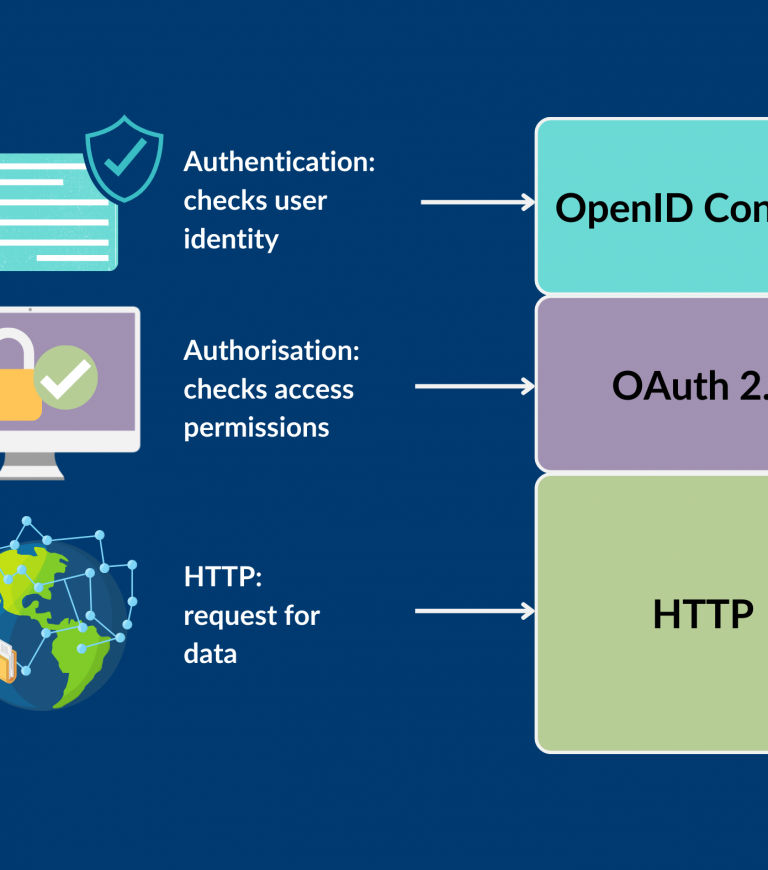 Authentication:
checks user
identity
OpenID Con
Authorisation:
checks access
permissions
OAuth 2.
HTTP:
request for
data
HTTP